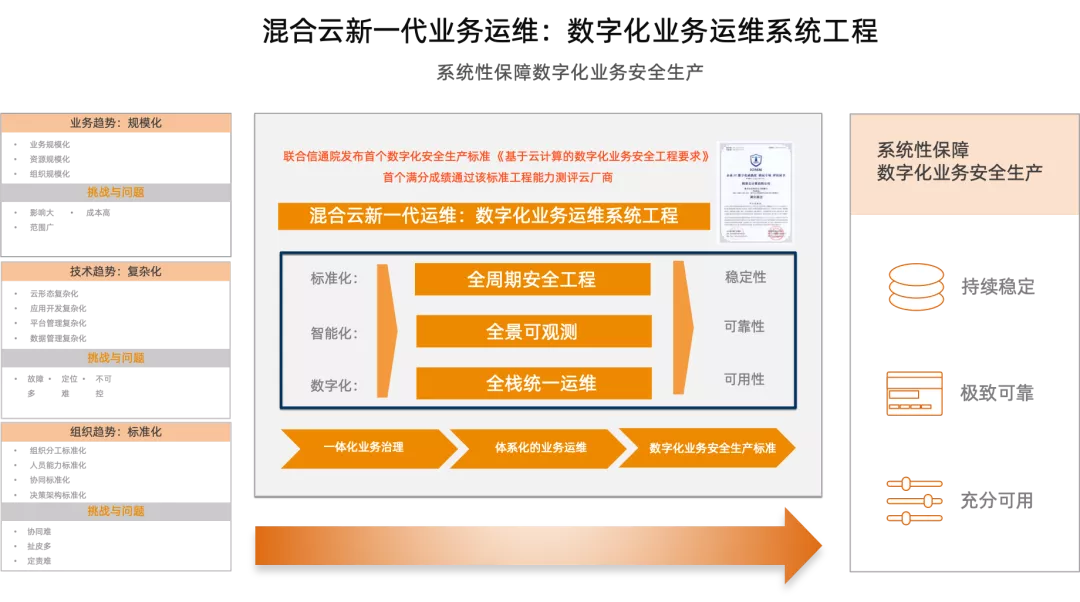 混合云新一代业务运维：数字化业务运维系统工程
系统性保障数字化业务安全生产
业务趋势：规模化
• 业务规模化
• 资源规模化
• 组织规模化
挑战与问题
• 影响大 • 成本高
• 范围广
技术趋势：复杂化
• 云形态复杂化
• 应用开发复杂化
• 平台管理复杂化
• 数据管理复杂化
挑战与问题
• 故障多 • 定位难 • 不可控
组织趋势：标准化
• 组织分工标准化
• 人员能力标准化
• 协同标准化
• 决策架构标准化
挑战与问题
• 协同难
• 扯皮多
• 定责难
联合信通院发布首个数字化安全生产标准《基于云计算的数字化业务安全工程要求》
首个满分成绩通过该标准工程能力测评云厂商
混合云新一代运维：数字化业务运维系统工程
标准化：
全周期安全工程
稳定性
智能化：
全景可观测
可靠性
数字化：
全栈统一运维
可用性
一体化业务治理
体系化的业务运维
数字化业务安全生产标准
系统性保障
数字化业务安全生产
持续稳定
极致可靠
充分可用